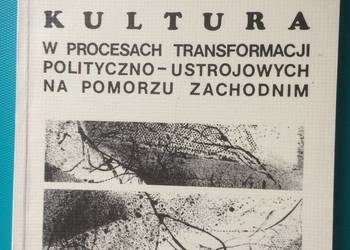 KULTURA
W PROCESACH TRANSFORMACJI
POLITYCZNO-USTROJOWYCH
NA POMORZU ZACHODNIM